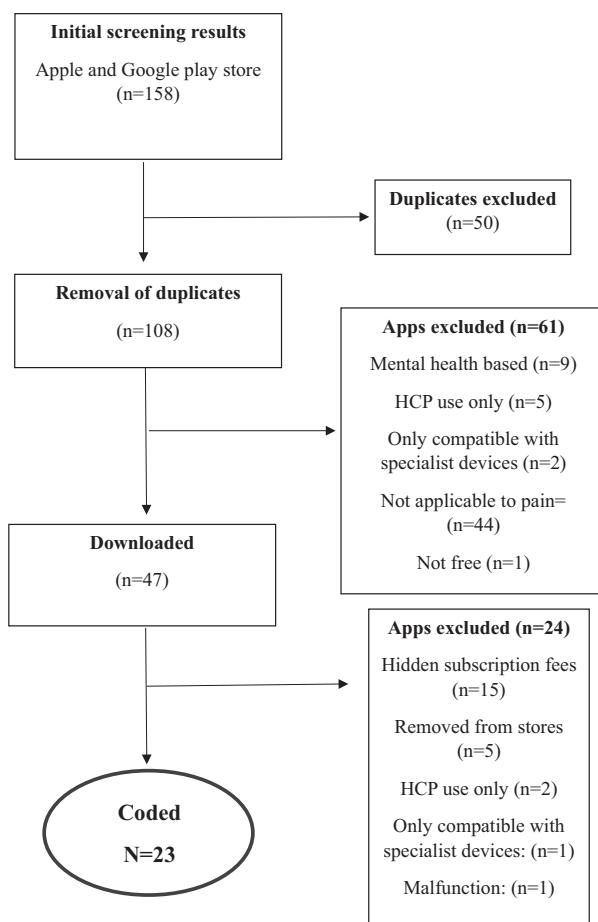 Initial screening results
Apple and Google play store
(n=158)
Duplicates excluded
(n=50)
Removal of duplicates
(n=108)
Apps excluded (n=61)
Mental health based (n=9)
HCP use only (n=5)
Only compatible with
specialist devices (n=2)
Not applicable to pain=
(n=44)
Not free (n=1)
Downloaded
(n=47)
Apps excluded (n=24)
Hidden subscription fees
(n=15)
Removed from stores
(n=5)
HCP use only (n=2)
Only compatible with
specialist devices: (n=1)
Malfunction: (n=1)
Coded
N=23